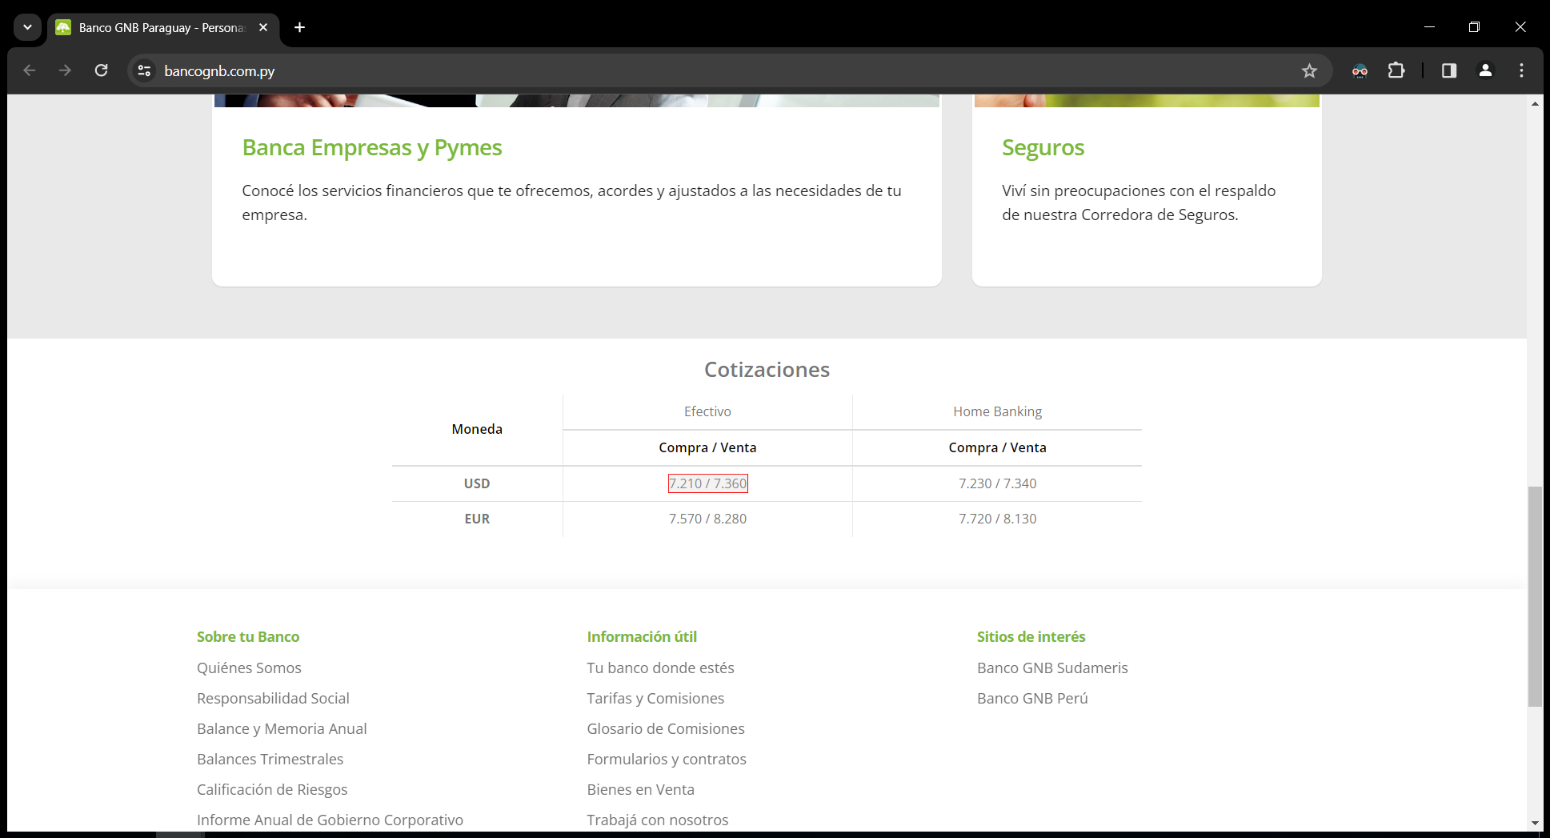 Banco GNB Paraguay - Persona
bancognb.com.py
Banca Empresas y Pymes
Conocé los servicios financieros que te ofrecemos, acordes y ajustados a las necesidades de tu
empresa.
Seguros
Viví sin preocupaciones con el respaldo
de nuestra Corredora de Seguros.
Cotizaciones
Moneda
Efectivo
Home Banking
Compra / Venta
Compra / Venta
USD
7.210 / 7.360
7.230 / 7.340
EUR
7.570 / 8.280
7.720 / 8.130
Sobre tu Banco
Quiénes Somos
Responsabilidad Social
Balance y Memoria Anual
Balances Trimestrales
Calificación de Riesgos
Informe Anual de Gobierno Corporativo
Información útil
Tu banco donde estés
Tarifas y Comisiones
Glosario de Comisiones
Formularios y contratos
Bienes en Venta
Trabajá con nosotros
Sitios de interés
Banco GNB Sudameris
Banco GNB Perú